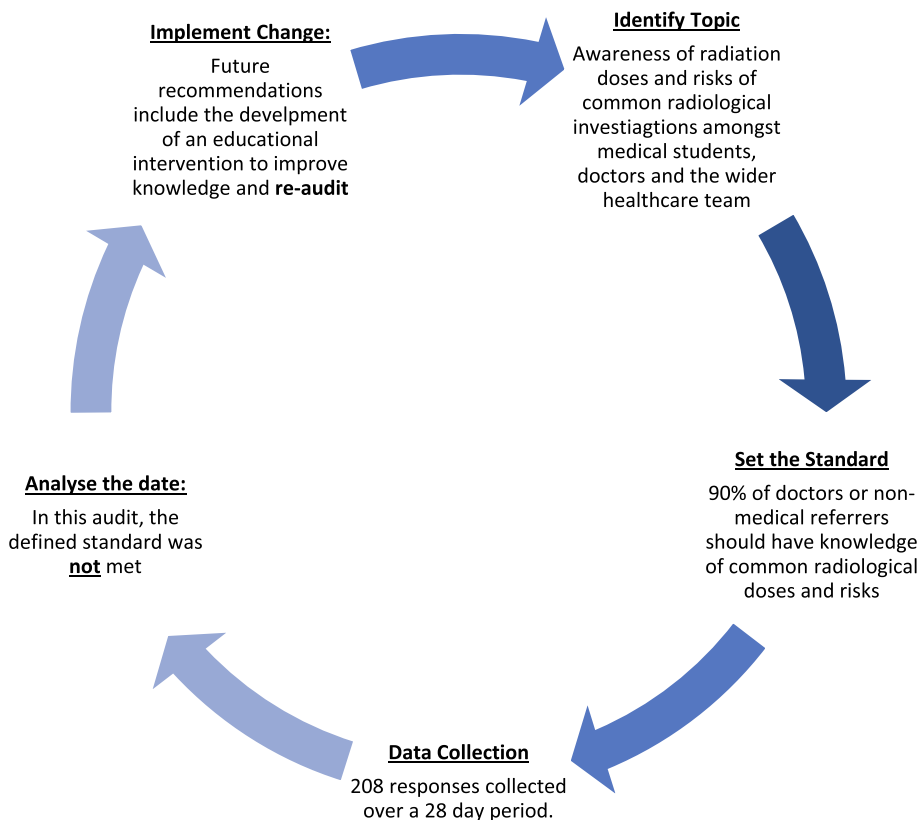 Implement Change:
Future
recommendations
include the develpment
of an educational
intervention to improve
knowledge and re-audit
Identify Topic
Awareness of radiation
doses and risks of
common radiological
investiagtions amongst
medical students,
doctors and the wider
healthcare team
Set the Standard
90% of doctors or non-
medical referrers
should have knowledge
of common radiological
doses and risks
Data Collection
208 responses collected
over a 28 day period.
Analyse the date:
In this audit, the
defined standard was
not met